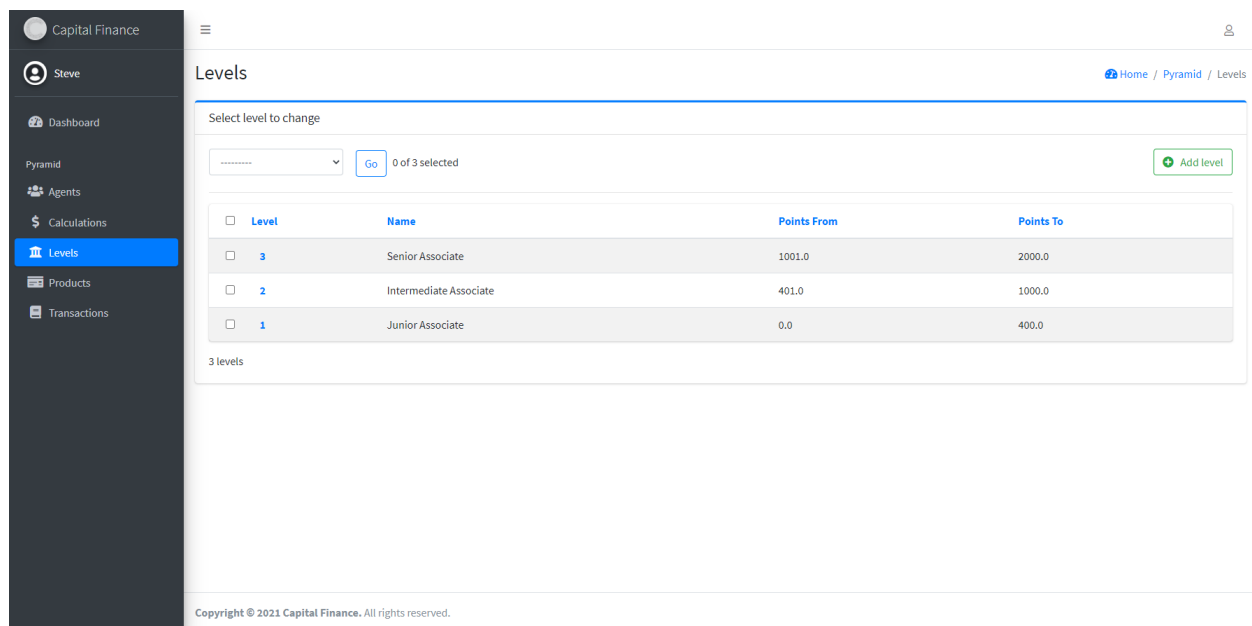 Capital Finance
Steve
Dashboard
Pyramid
Agents
$ Calculations
Levels
Products
Transactions
Levels
Home / Pyramid / Levels
Select level to change
---------
Go
0 of 3 selected
Add level
Level Name Points From Points To
3 Senior Associate 1001.0 2000.0
2 Intermediate Associate 401.0 1000.0
1 Junior Associate 0.0 400.0
3 levels
Copyright © 2021 Capital Finance. All rights reserved.